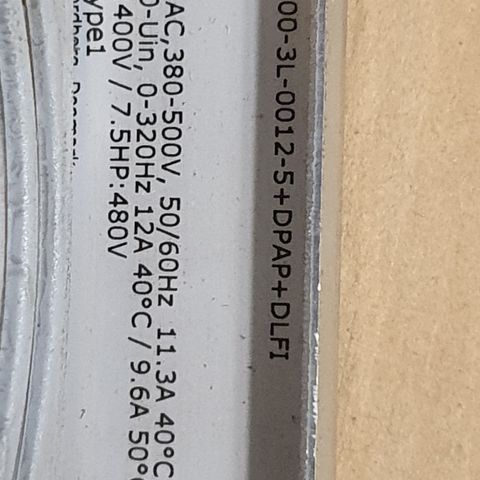 00-3L-0012-5+DPAP+DLFI
AC,380-500V, 50/60Hz 11.3A 40°C
0-Uin, 0-320Hz 12A 40°C / 9.6A 50°
400V / 7.5HP:480V
ype1